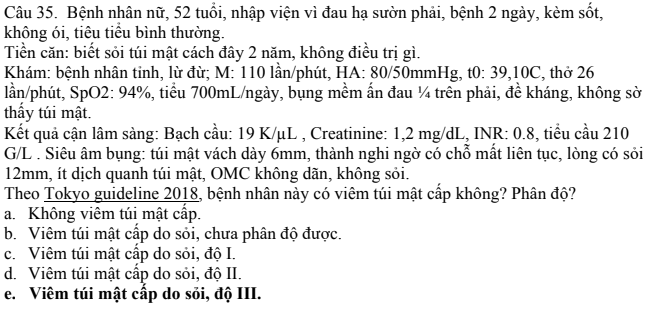 Câu 35. Bệnh nhân nữ, 52 tuổi, nhập viện vì đau hạ sườn phải, bệnh 2 ngày, kèm sốt,
không ói, tiêu tiểu bình thường.
Tiền căn: biết sỏi túi mật cách đây 2 năm, không điều trị gì.
Khám: bệnh nhân tỉnh, lừ đừ; M: 110 lần/phút, HA: 80/50mmHg, t0: 39,10C, thở 26
lần/phút, SpO2: 94%, tiểu 700mL/ngày, bụng mềm ấn đau ¼ trên phải, đề kháng, không sờ
thấy túi mật.
Kết quả cận lâm sàng: Bạch cầu: 19 K/µL , Creatinine: 1,2 mg/dL, INR: 0.8, tiểu cầu 210
G/L . Siêu âm bụng: túi mật vách dày 6mm, thành nghi ngờ có chỗ mất liên tục, lòng có sỏi
12mm, ít dịch quanh túi mật, OMC không dãn, không sỏi.
Theo Tokyo guideline 2018, bệnh nhân này có viêm túi mật cấp không? Phân độ?
a. Không viêm túi mật cấp.
b. Viêm túi mật cấp do sỏi, chưa phân độ được.
c. Viêm túi mật cấp do sỏi, độ I.
d. Viêm túi mật cấp do sỏi, độ II.
e. Viêm túi mật cấp do sỏi, độ III.